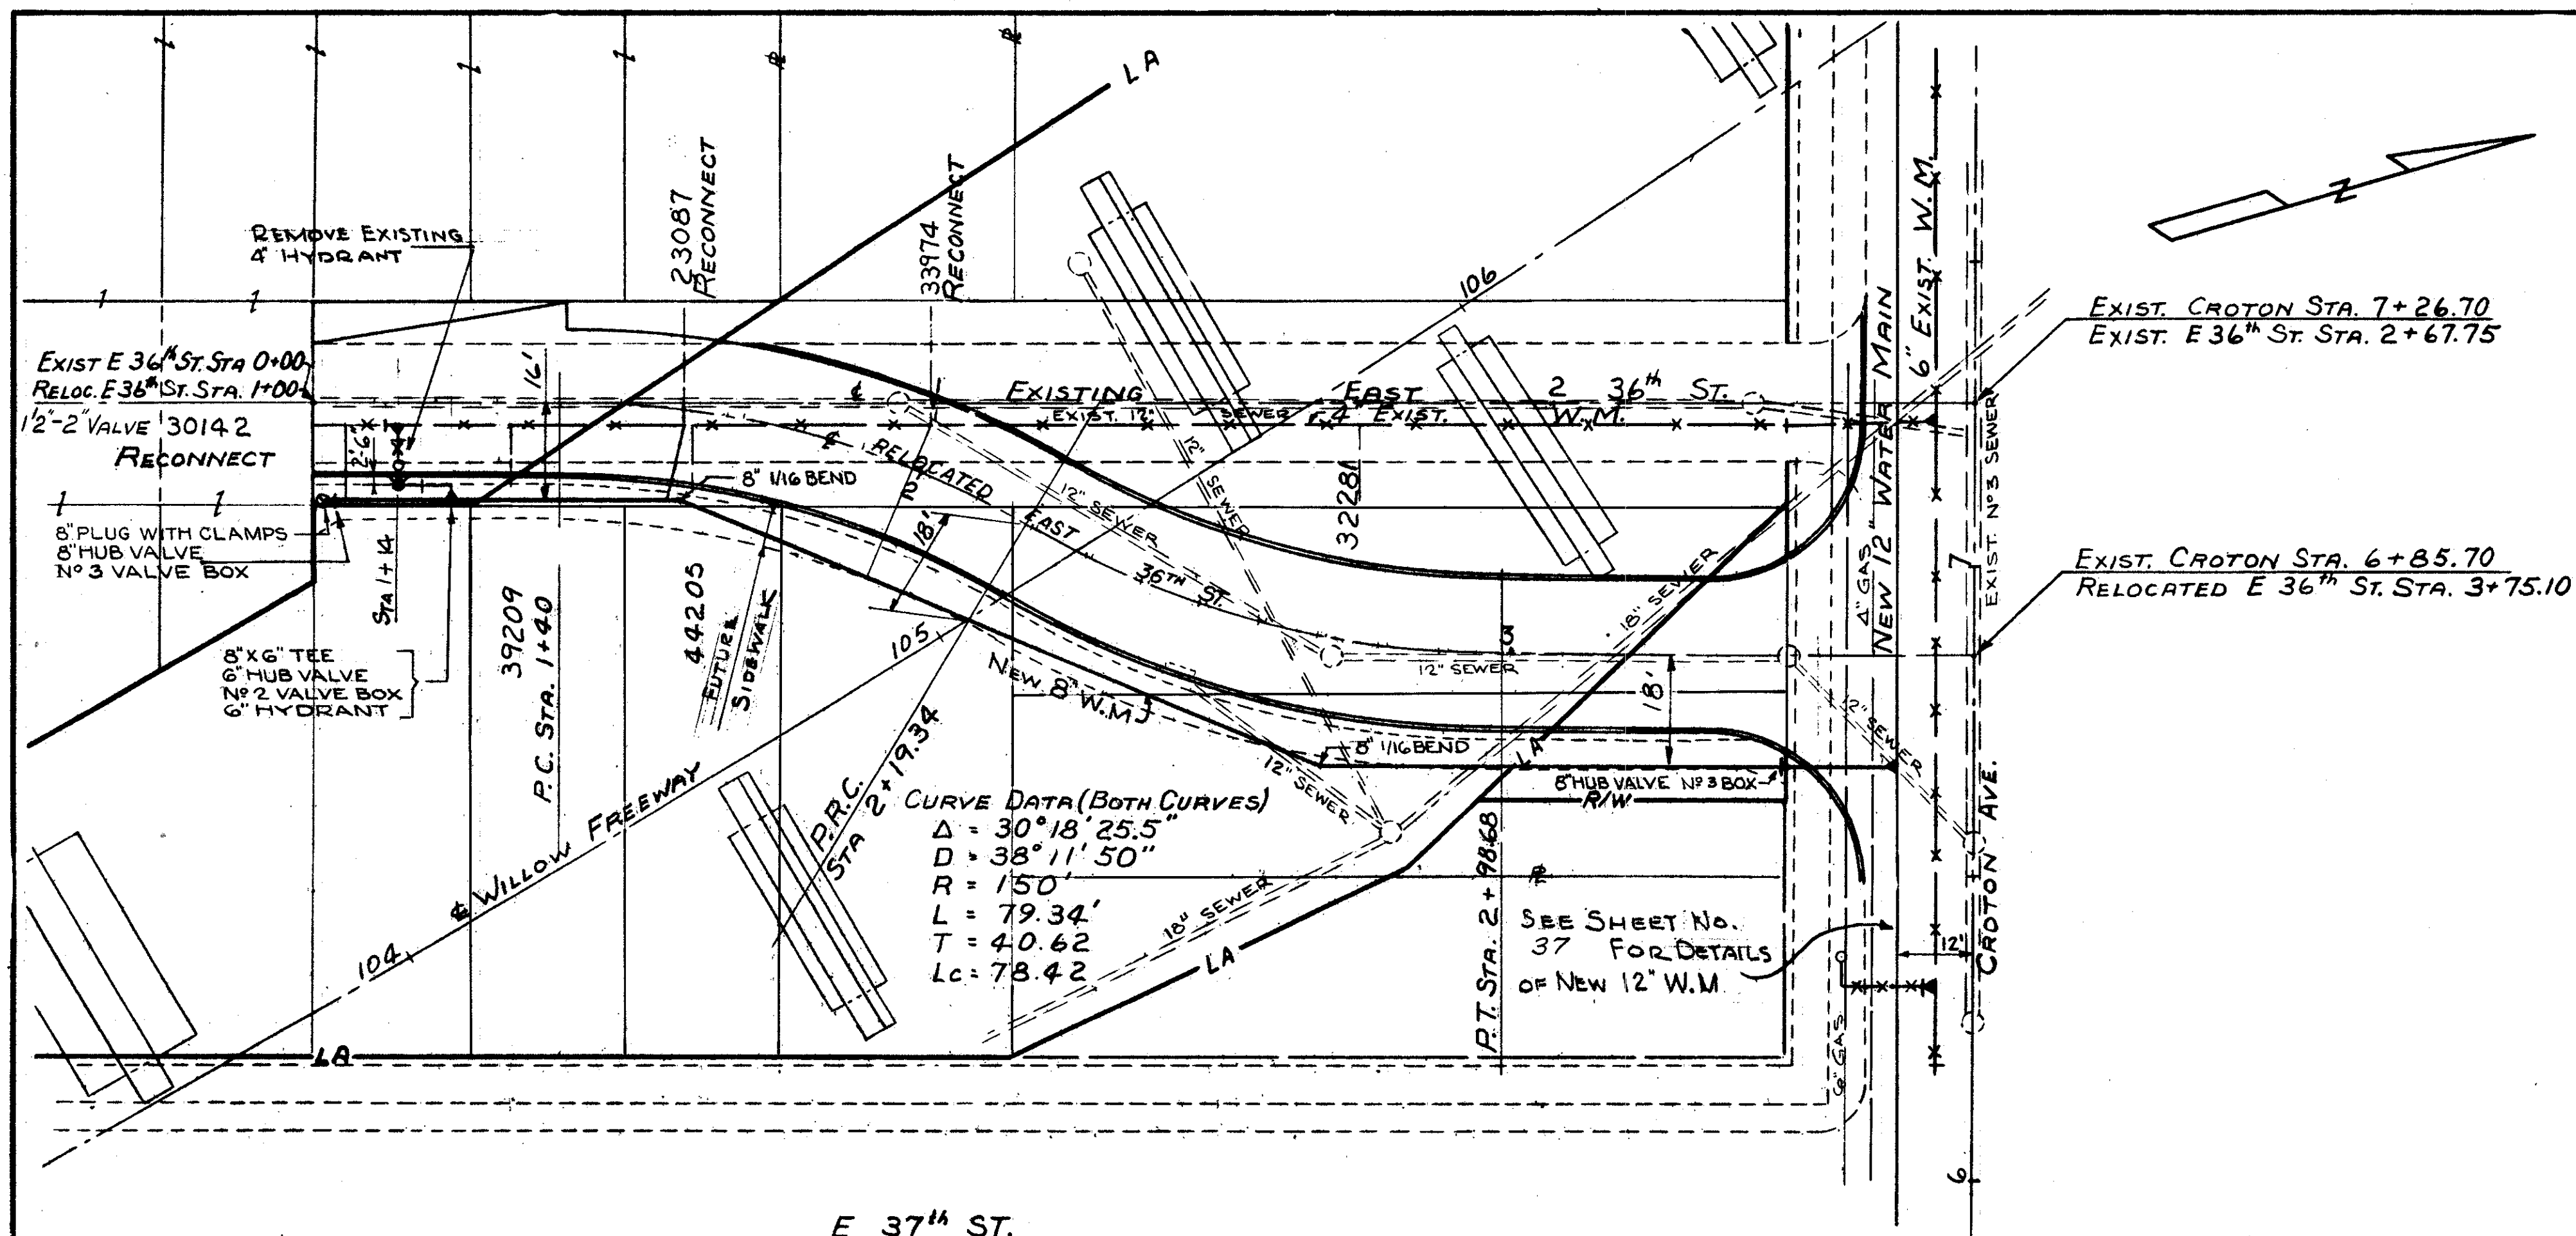 LA
REMOVE EXISTING
4" HYDRANT
23087
RECONNECT
33974
RECONNECT
106
6" EXIST. W.M.
N
EXIST. CROTON STA. 7+26.70
EXIST. E 36th ST. STA. 2+67.75
EXIST E 36th ST. STA 0+00
RELOC. E 36th ST. STA. 1+00
1½"-2" VALVE 30142
RECONNECT
2'-6"
16'
℄
1
EXISTING EAST 36th ST.
2
EXIST. 12" SEWER
4" EXIST. W.M.
℄ RELOCATED EAST 36TH ST.
2
12" SEWER
12" SEWER
32281
8" 1/16 BEND
18'
8" PLUG WITH CLAMPS
8" HUB VALVE
Nº 3 VALVE BOX
STA 1+14
8" X 6" TEE
6" HUB VALVE
Nº 2 VALVE BOX
6" HYDRANT
39209
P.C. STA. 1+40
44205
FUTURE
SIDEWALK
105
NEW 8" W.M.
P.R.C.
STA 2+19.34
3
12" SEWER
18" SEWER
18'
4" GAS
NEW 12" WATER MAIN
7
EXIST. Nº 3 SEWER
EXIST. CROTON STA. 6+85.70
RELOCATED E 36th ST. STA. 3+75.10
8" 1/16 BEND
LA
8" HUB VALVE Nº 3 BOX
R/W
12" SEWER
12" SEWER
℄ WILLOW FREEWAY
104
CURVE DATA (BOTH CURVES)
Δ = 30° 18' 25.5"
D = 38° 11' 50"
R = 150'
L = 79.34'
T = 40.62
Lc = 78.42
18" SEWER
LA
P.T. STA. 2+98.68
SEE SHEET NO.
37 FOR DETAILS
OF NEW 12" W.M.
12"
CROTON AVE.
6" GAS
LA
6
E 37th ST.